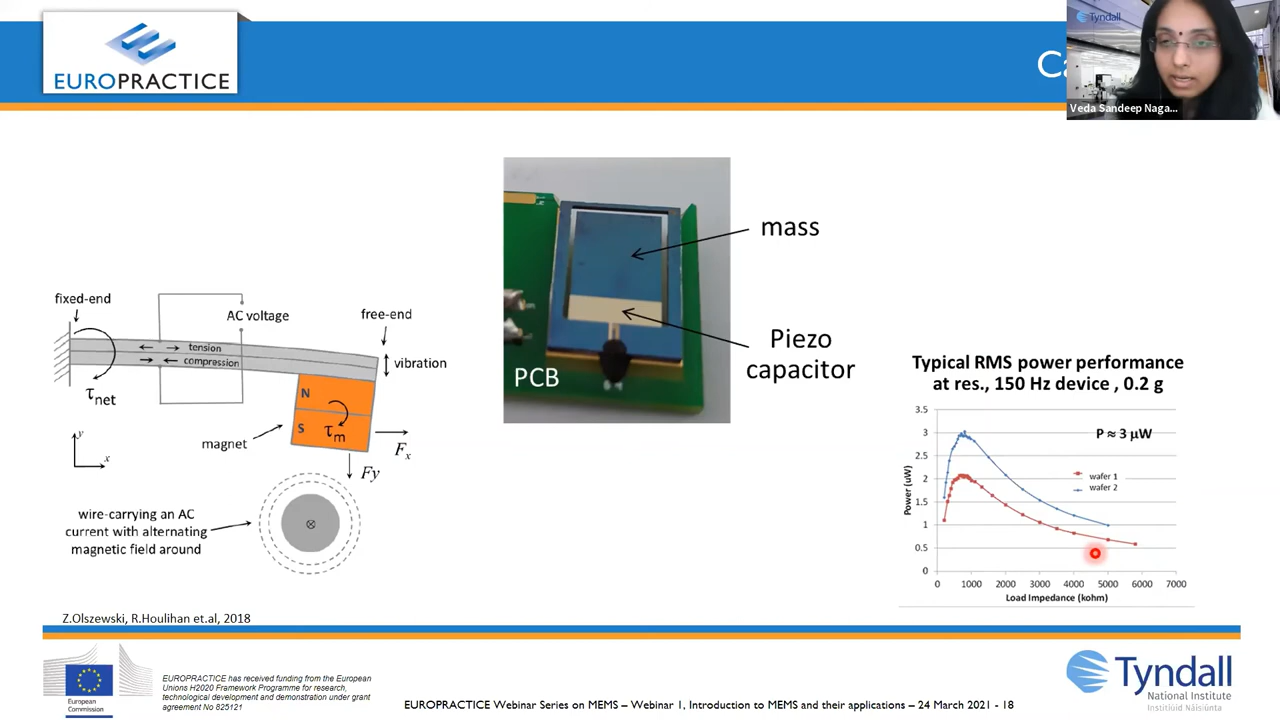 EUROPRACTICE
Ca
Tyndall
Veda Sandeep Naga...
fixed-end
AC voltage
free-end
tension
compression
vibration
τnet
N
S
τm
magnet
Fx
Fy
y
x
wire-carrying an AC
current with alternating
magnetic field around
mass
Piezo
capacitor
PCB
Typical RMS power performance
at res., 150 Hz device , 0.2 g
P ≈ 3 µW
wafer 1
wafer 2
Power (uW)
3.5
3
2.5
2
1.5
1
0.5
0
0 1000 2000 3000 4000 5000 6000 7000
Load Impedance (kohm)
Z.Olszewski, R.Houlihan et.al, 2018
European
Commission
EUROPRACTICE has received funding from the European
Unions H2020 Framework Programme for research,
technological development and demonstration under grant
agreement No 825121
EUROPRACTICE Webinar Series on MEMS – Webinar 1, Introduction to MEMS and their applications – 24 March 2021 - 18
Tyndall
National Institute
Institiúid Náisiúnta